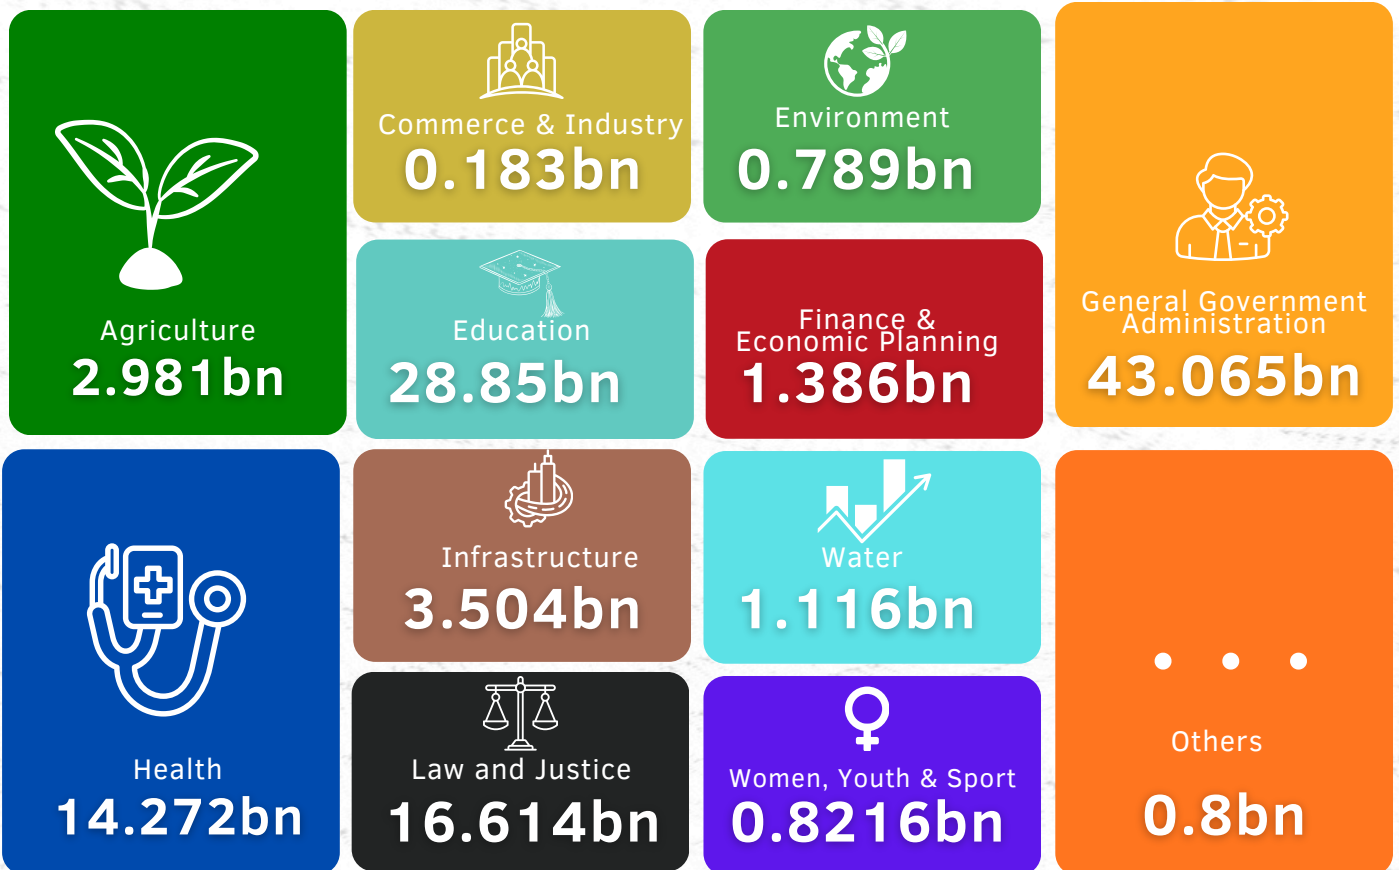 Agriculture
2.981bn
Commerce & Industry
0.183bn
Environment
0.789bn
General Government
Administration
43.065bn
Education
28.85bn
Finance &
Economic Planning
1.386bn
Health
14.272bn
Infrastructure
3.504bn
Water
1.116bn
Others
0.8bn
Law and Justice
16.614bn
Women, Youth & Sport
0.8216bn